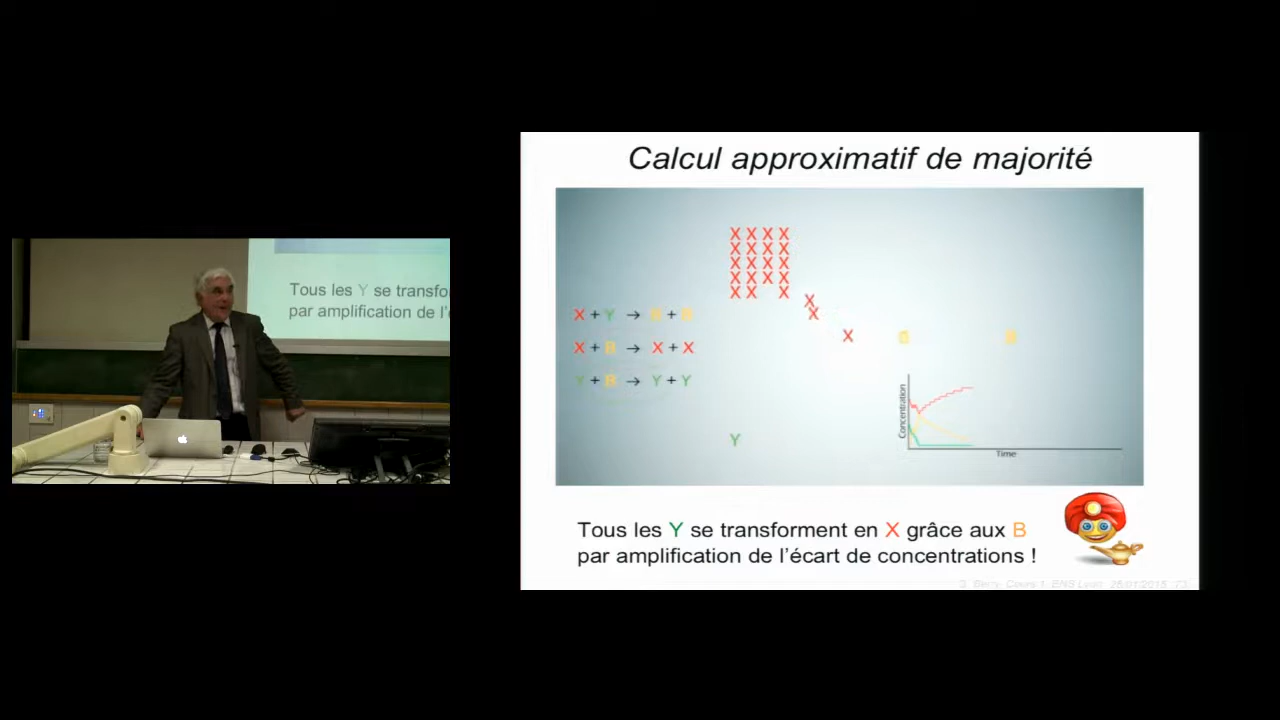 Calcul approximatif de majorité
X X X X
X X X X
X X X X
X X X X
X X X
X
X
X
B
B
X + Y → B + B
X + B → X + X
Y + B → Y + Y
Y
Concentration
Time
Tous les Y se transforment en X grâce aux B
par amplification de l'écart de concentrations !
Tous les Y se transfo
par amplification de l'